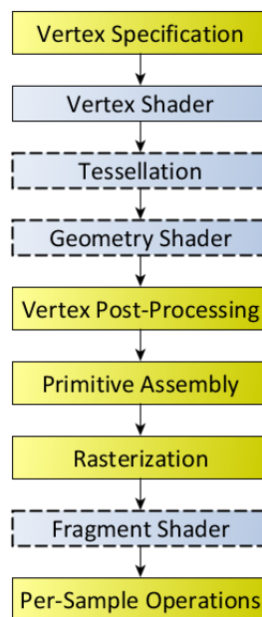 Vertex Specification
Vertex Shader
Tessellation
Geometry Shader
Vertex Post-Processing
Primitive Assembly
Rasterization
Fragment Shader
Per-Sample Operations